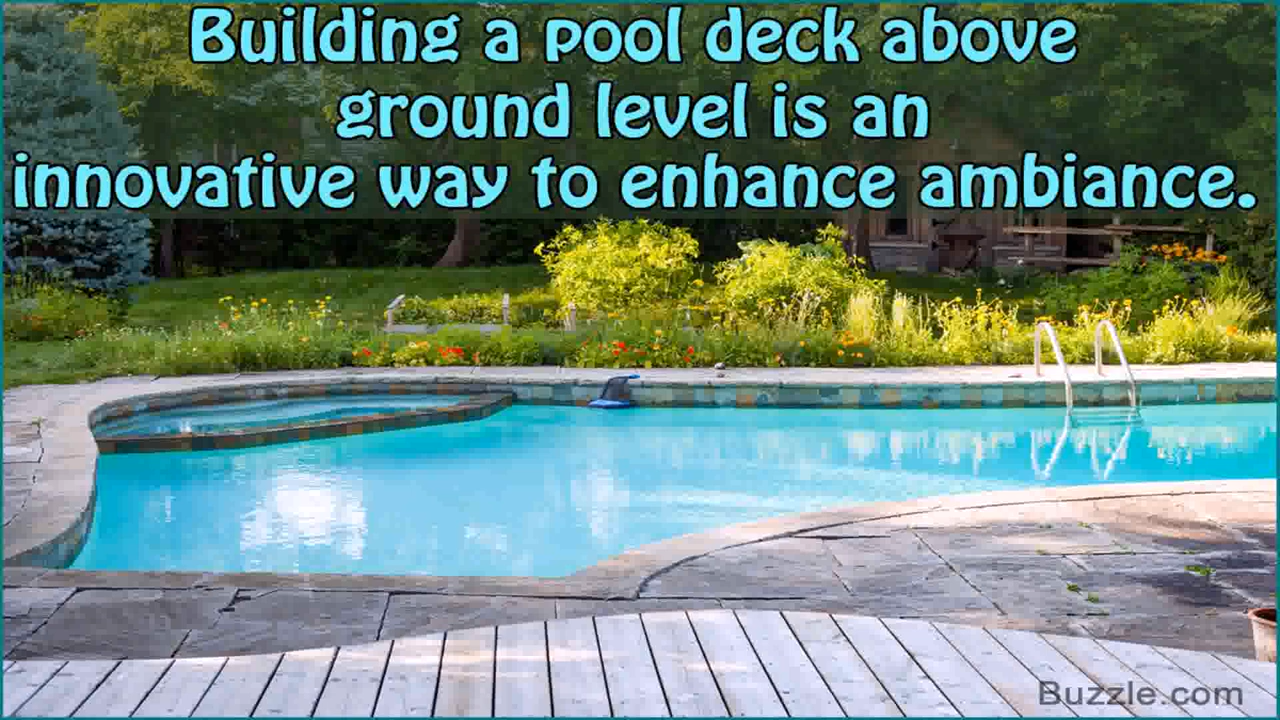 Building a pool deck above
ground level is an
innovative way to enhance ambiance.
Buzzle.com